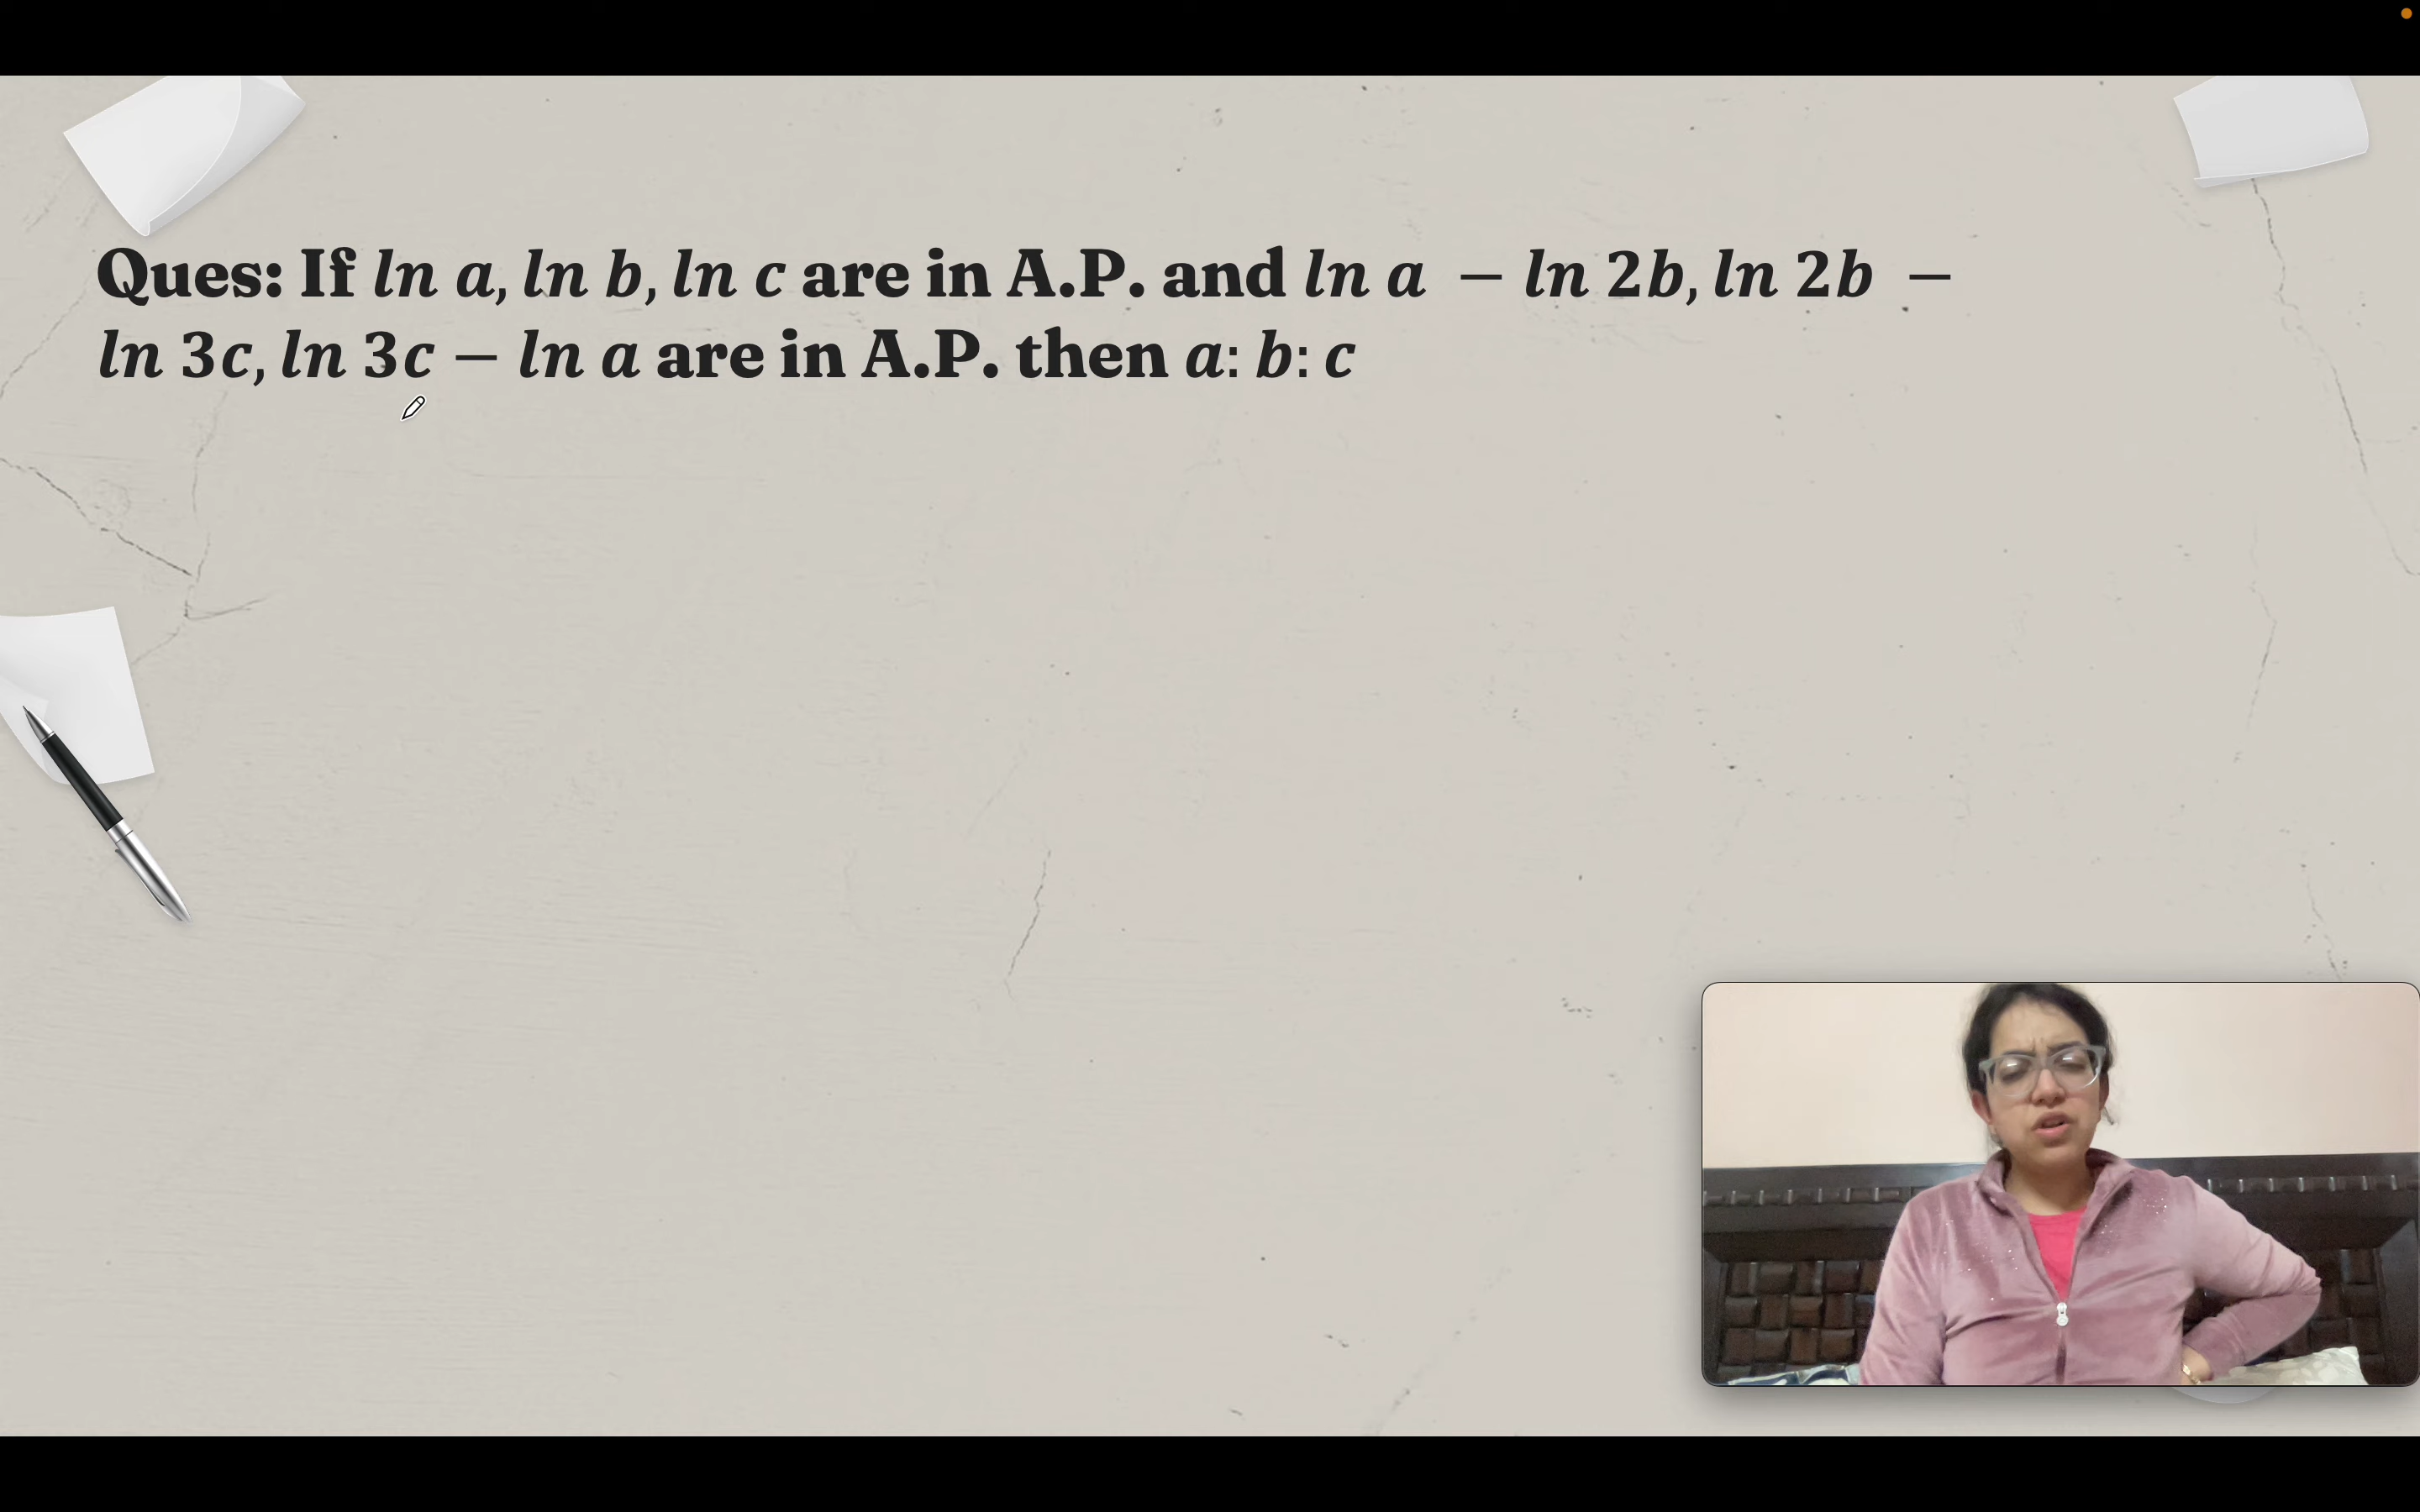 Ques: If ln a, ln b, ln c are in A.P. and ln a − ln 2b, ln 2b −
ln 3c, ln 3c − ln a are in A.P. then a: b: c